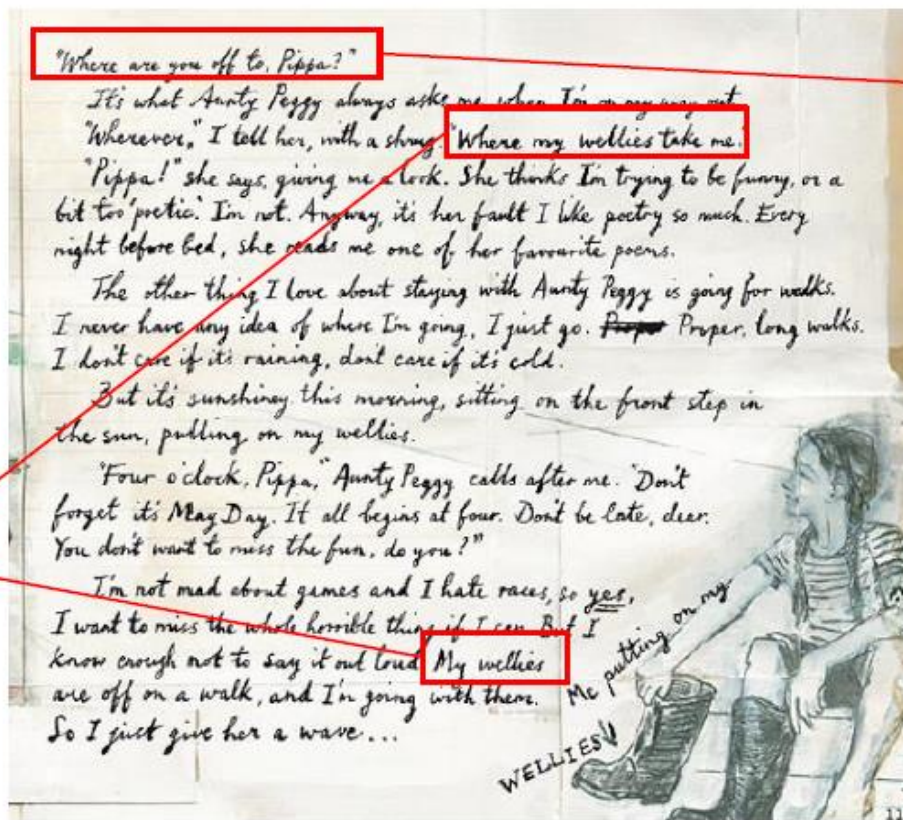 "Where are you off to, Pippa?"
It's what Aunty Peggy always asks me when I'm on my way out.
"Wherever," I tell her, with a shrug. "Where my wellies take me."
"Pippa!" she says, giving me a look. She thinks I'm trying to be funny, or a
bit too 'poetic'. I'm not. Anyway, it's her fault I like poetry so much. Every
night before bed, she reads me one of her favourite poems.
The other thing I love about staying with Aunty Peggy is going for walks.
I never have any idea of where I'm going, I just go. Proper, long walks.
I don't care if it's raining, don't care if it's cold.
But it's sunshiney this morning, sitting on the front step in
the sun, pulling on my wellies.
"Four o'clock, Pippa," Aunty Peggy calls after me. "Don't
forget it's May Day. It all begins at four. Don't be late, dear.
You don't want to miss the fun, do you?"
I'm not mad about games and I hate races, so yes,
I want to miss the whole horrible thing if I can. But I
know enough not to say it out loud. My wellies
are off on a walk, and I'm going with them.
So I just give her a wave...
Me putting on my
WELLIES!
11